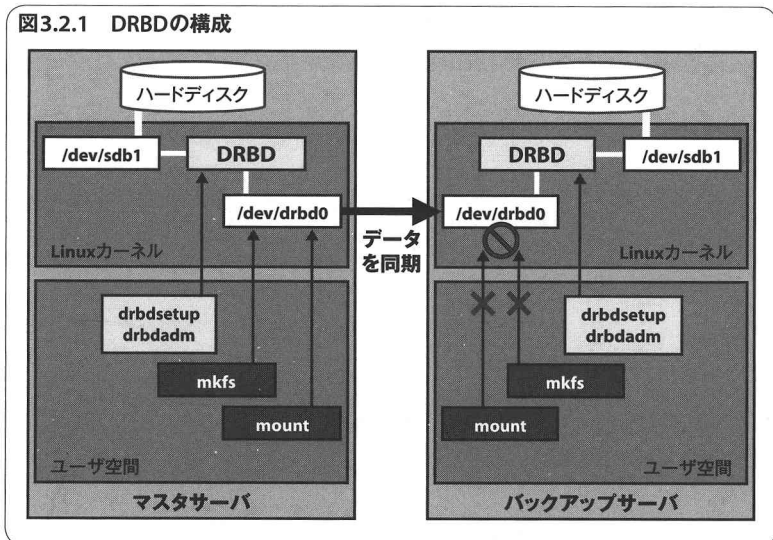 図3.2.1 DRBDの構成
ハードディスク
/dev/sdb1
DRBD
/dev/drbd0
Linuxカーネル
drbdsetup
drbdadm
mkfs
mount
ユーザ空間
マスタサーバ
データ
を同期
ハードディスク
DRBD
/dev/sdb1
/dev/drbd0
Linuxカーネル
drbdsetup
drbdadm
mkfs
mount
ユーザ空間
バックアップサーバ